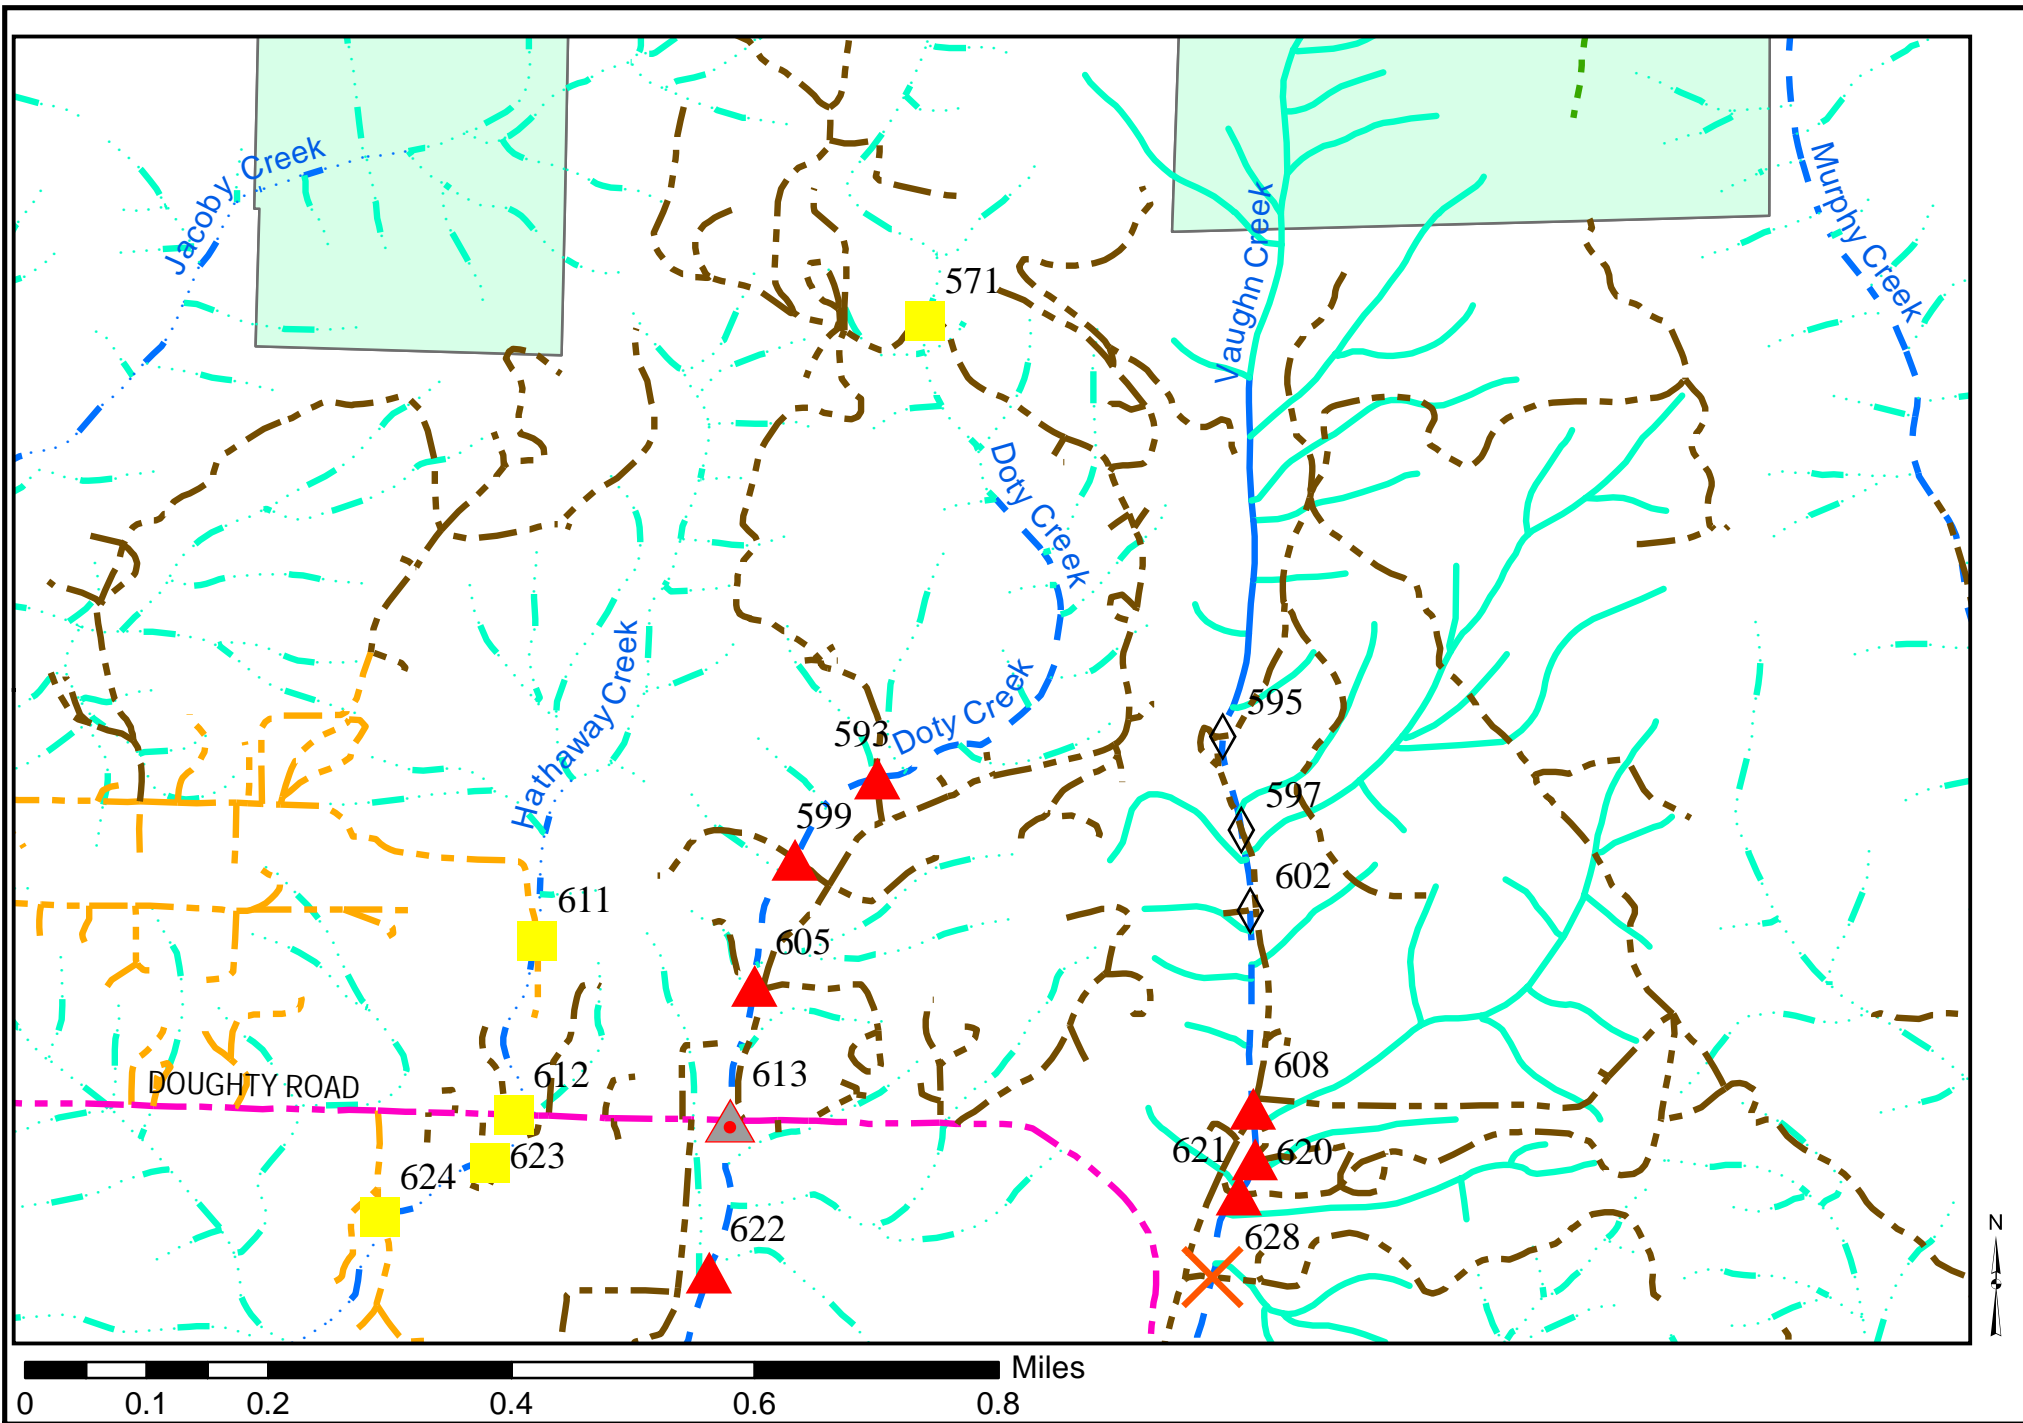 Jacoby Creek
Murphy Creek
Vaughn Creek
571
Doty Creek
Hathaway Creek
Doty Creek
593
595
597
599
602
611
605
608
612
613
DOUGHTY ROAD
621
620
623
624
622
628
N
Miles
0
0.1
0.2
0.4
0.6
0.8